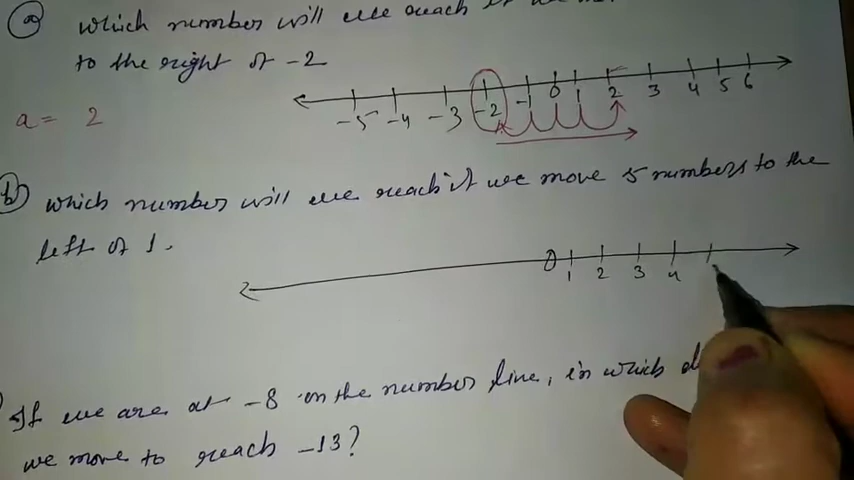 (a) which number will we reach if we
to the right of -2
-5 -4 -3 -2 -1 0 1 2 3 4 5 6
a = 2
(b) which number will we reach if we move 5 numbers to the
left of 1.
0 1 2 3 4
If we are at -8 on the number line, in which
we move to reach -13?